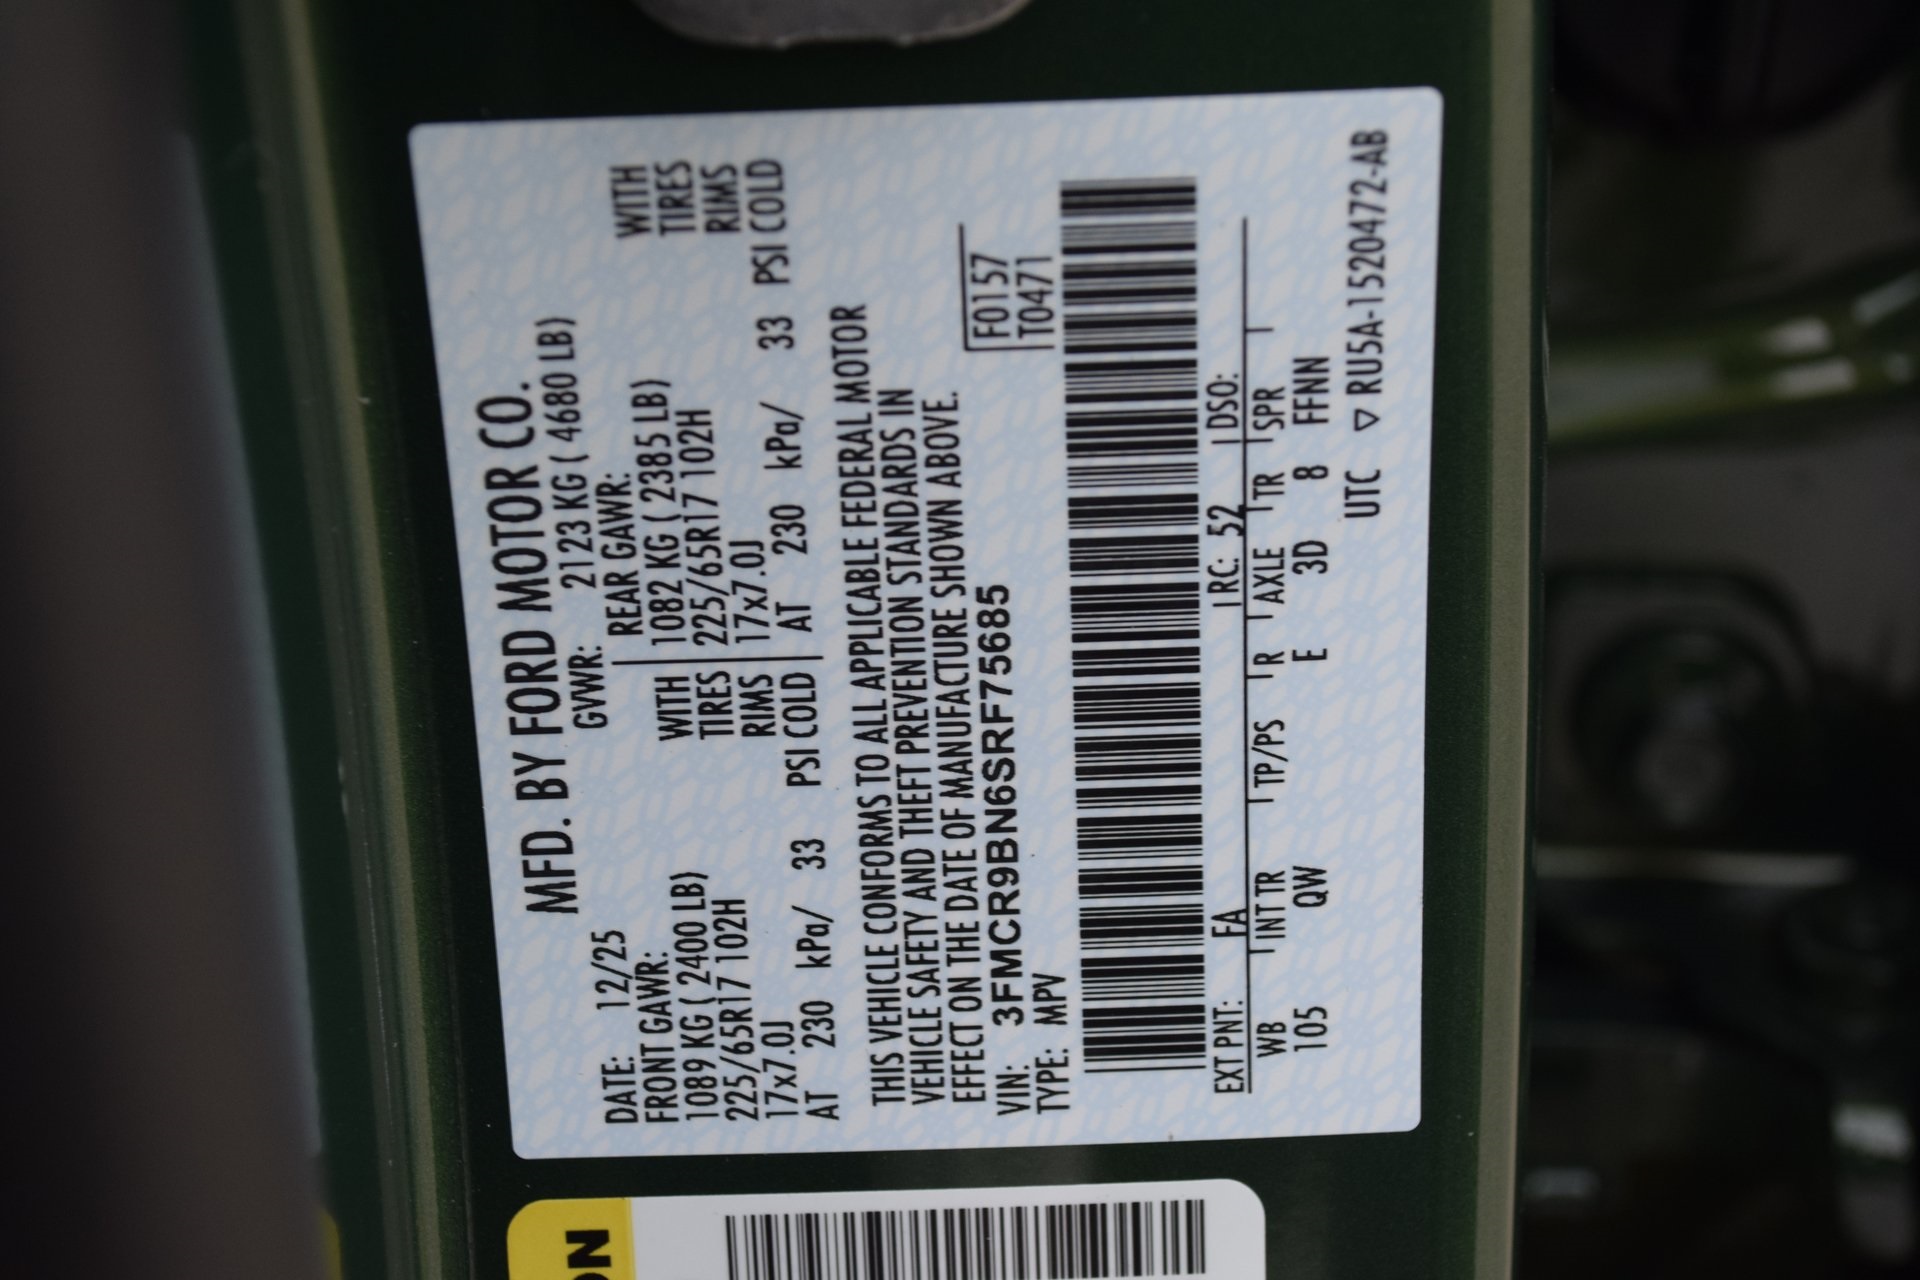 MFD. BY FORD MOTOR CO.
DATE: 12/25 GVWR: 2123 KG ( 4680 LB)
FRONT GAWR: REAR GAWR:
1089 KG ( 2400 LB) WITH 1082 KG ( 2385 LB) WITH
225/65R17 102H TIRES 225/65R17 102H TIRES
17x7.0J RIMS 17x7.0J RIMS
AT 230 kPa/ 33 PSI COLD AT 230 kPa/ 33 PSI COLD
THIS VEHICLE CONFORMS TO ALL APPLICABLE FEDERAL MOTOR
VEHICLE SAFETY AND THEFT PREVENTION STANDARDS IN
EFFECT ON THE DATE OF MANUFACTURE SHOWN ABOVE.
VIN: 3FMCR9BN6SRF75685 F0157
TYPE: MPV T0471
EXT PNT: FA RC: 52 DSO:
WB INT TR TP/PS R AXLE TR SPR
105 QW E 3D 8 FFNN
UTC ▽ RU5A-1520472-AB